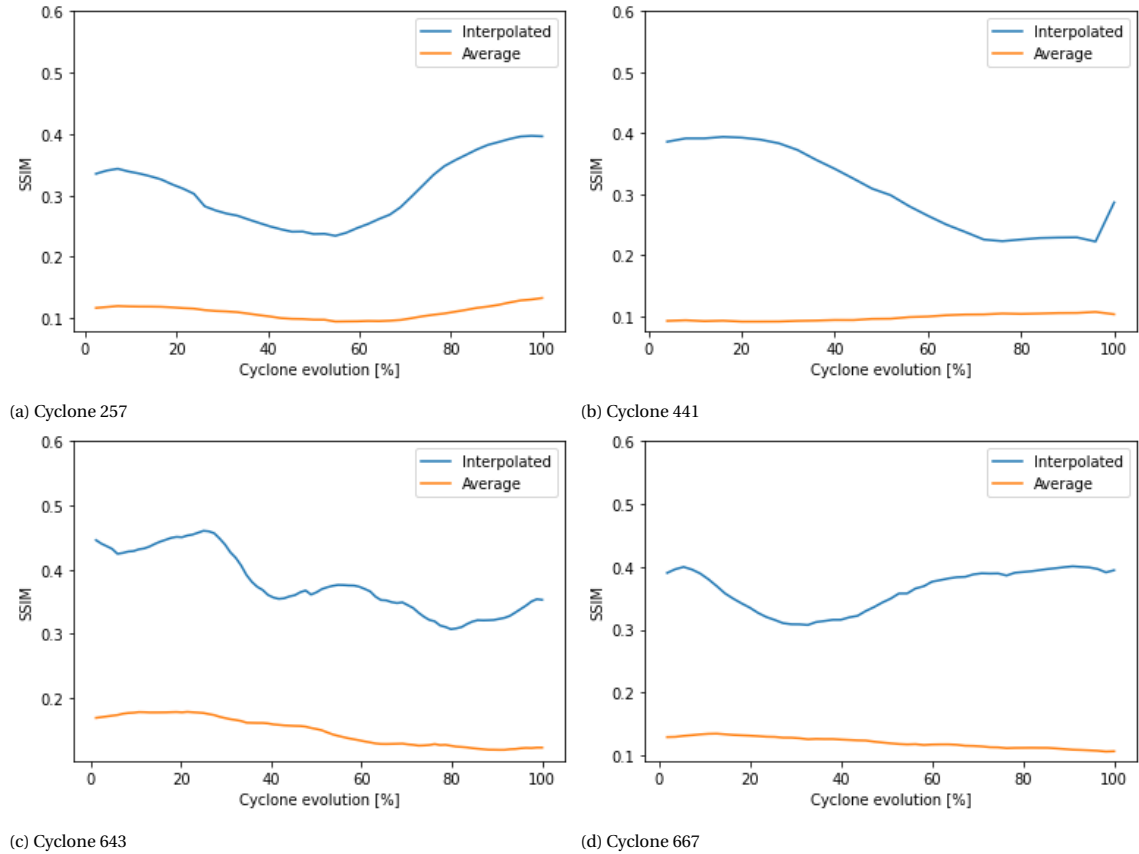 0.6
0.5
0.4
0.3
0.2
0.1
SSIM
Interpolated
Average
0 20 40 60 80 100
Cyclone evolution [%]
(a) Cyclone 257
0.6
0.5
0.4
0.3
0.2
0.1
SSIM
Interpolated
Average
0 20 40 60 80 100
Cyclone evolution [%]
(b) Cyclone 441
0.6
0.5
0.4
0.3
0.2
SSIM
Interpolated
Average
0 20 40 60 80 100
Cyclone evolution [%]
(c) Cyclone 643
0.6
0.5
0.4
0.3
0.2
0.1
SSIM
Interpolated
Average
0 20 40 60 80 100
Cyclone evolution [%]
(d) Cyclone 667